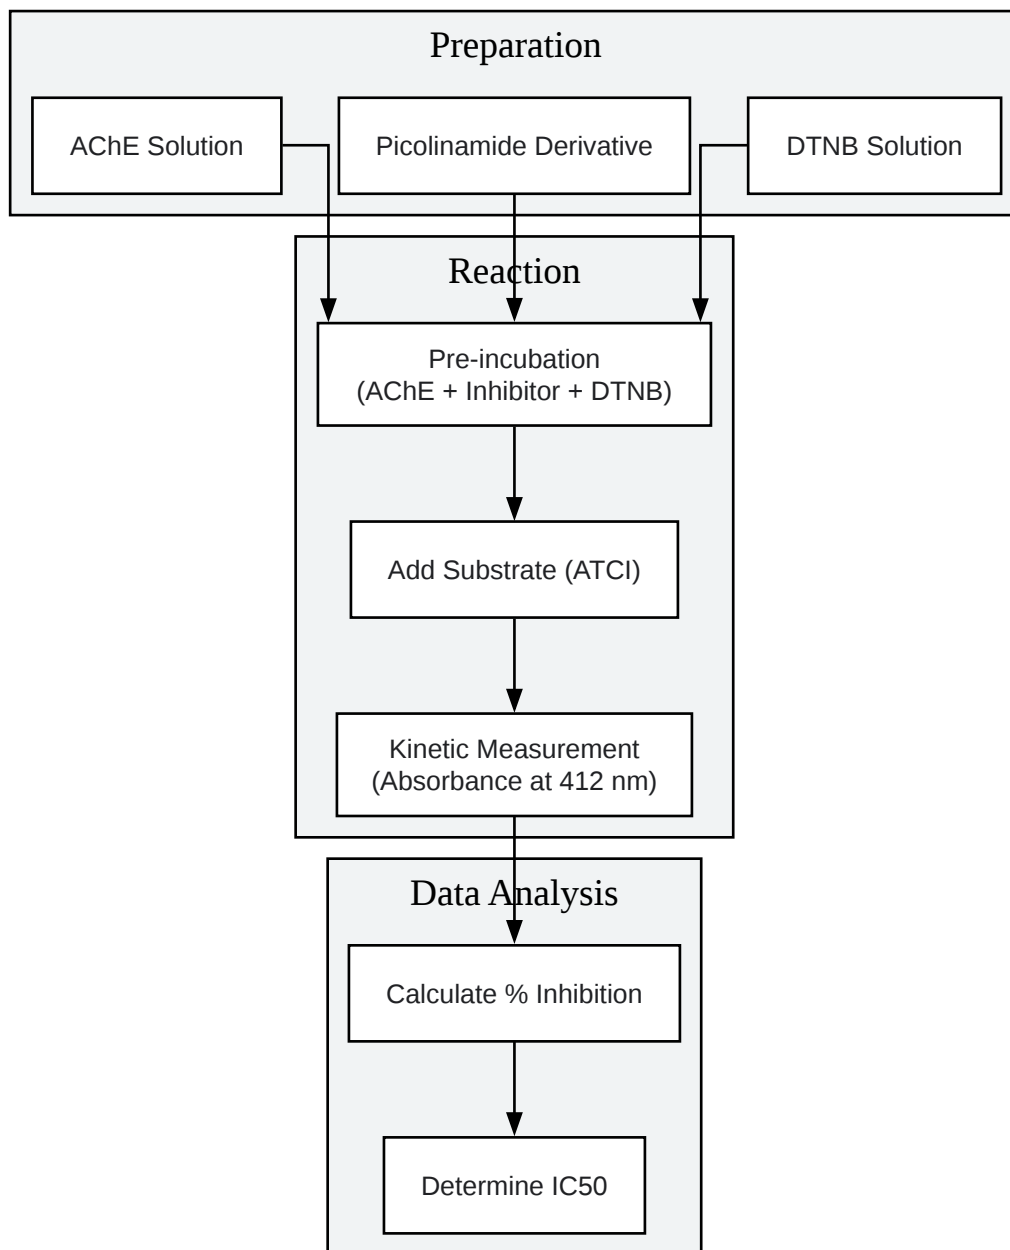 Preparation
AChE Solution
Picolinamide Derivative
DTNB Solution
Reaction
Pre-incubation
(AChE + Inhibitor + DTNB)
Add Substrate (ATCI)
Kinetic Measurement
(Absorbance at 412 nm)
Data Analysis
Calculate % Inhibition
Determine IC50